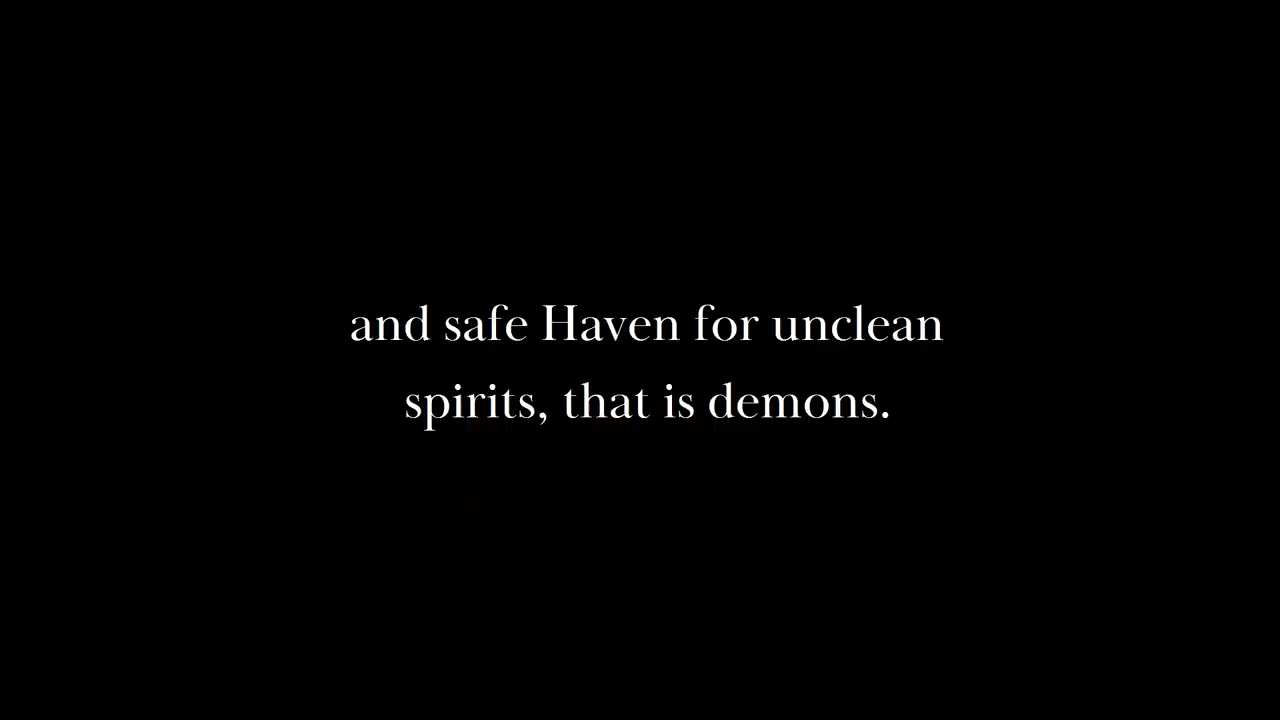 and safe Haven for unclean
spirits, that is demons.